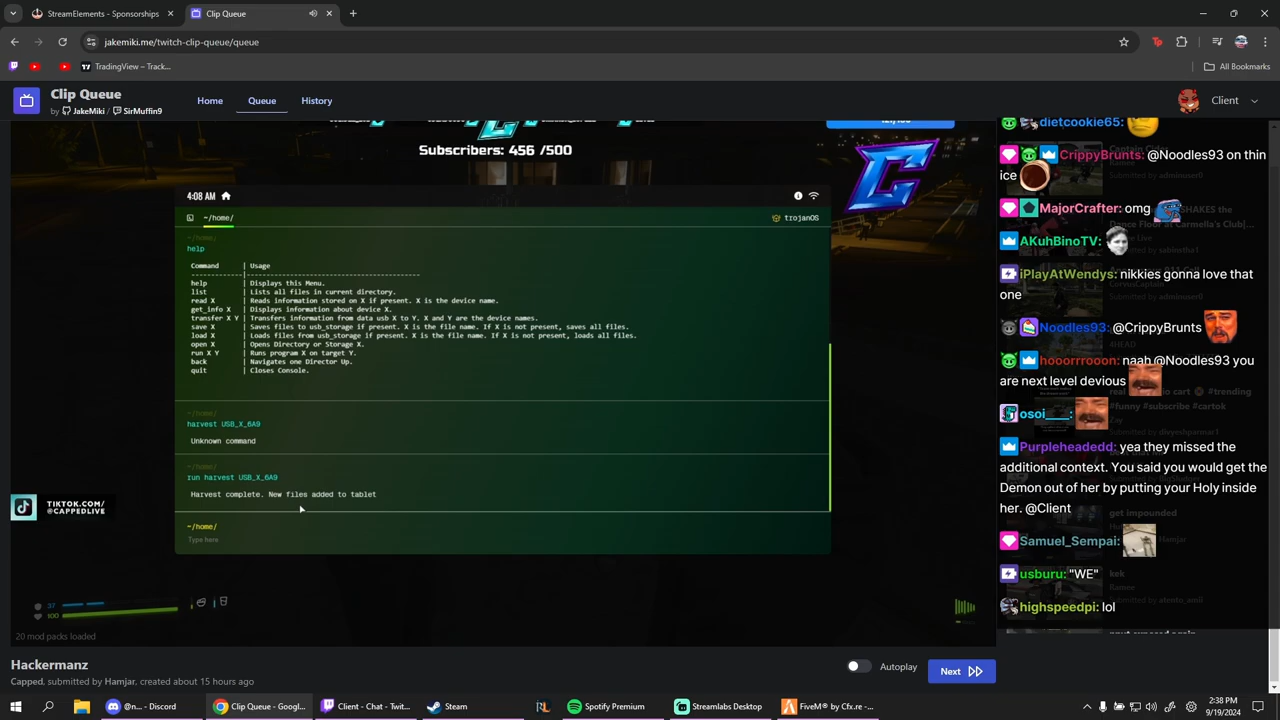 StreamElements - Sponsorships
Clip Queue
jakemiki.me/twitch-clip-queue/queue
TradingView – Track...
All Bookmarks
Clip Queue
by JakeMiki / SirMuffin9
Home
Queue
History
Client
Subscribers: 456 /500
4:08 AM
~/home/
trojanOS
~/home/
help
Command | Usage
help | Displays this Menu.
list | Lists all files in current directory.
read X | Reads information stored on X if present. X is the device name.
get_info X | Displays information about device X.
transfer X Y | Transfers information from data usb X to Y. X and Y are the device names.
save X | Saves files to usb_storage if present. X is the file name. If X is not present, saves all files.
load X | Loads files from usb_storage if present. X is the file name. If X is not present, loads all files.
open X | Opens Directory or Storage X.
run X Y | Runs program X on target Y.
back | Navigates one Director Up.
quit | Closes Console.
~/home/
harvest USB_X_6A9
Unknown command
~/home/
run harvest USB_X_6A9
Harvest complete. New files added to tablet
~/home/
Type here
TIKTOK.COM/
@CAPPEDLIVE
37
100
20 mod packs loaded
dietcookie65:
CrippyBrunts: @Noodles93 on thin
ice
MajorCrafter: omg
AKuhBinoTV:
iPlayAtWendys: nikkies gonna love that
one
Noodles93: @CrippyBrunts
hooorrrooon: naah @Noodles93 you
are next level devious
osoi___:
Purpleheadedd: yea they missed the
additional context. You said you would get the
Demon out of her by putting your Holy inside
her. @Client
Samuel_Sempai:
usburu: "WE"
highspeedpi: lol
Hackermanz
Capped, submitted by Hamjar, created about 15 hours ago
Autoplay
Next
@n... - Discord
Clip Queue - Googl...
Client - Chat - Twit...
Steam
Spotify Premium
Streamlabs Desktop
FiveM® by Cfx.re -...
2:38 PM
9/19/2024